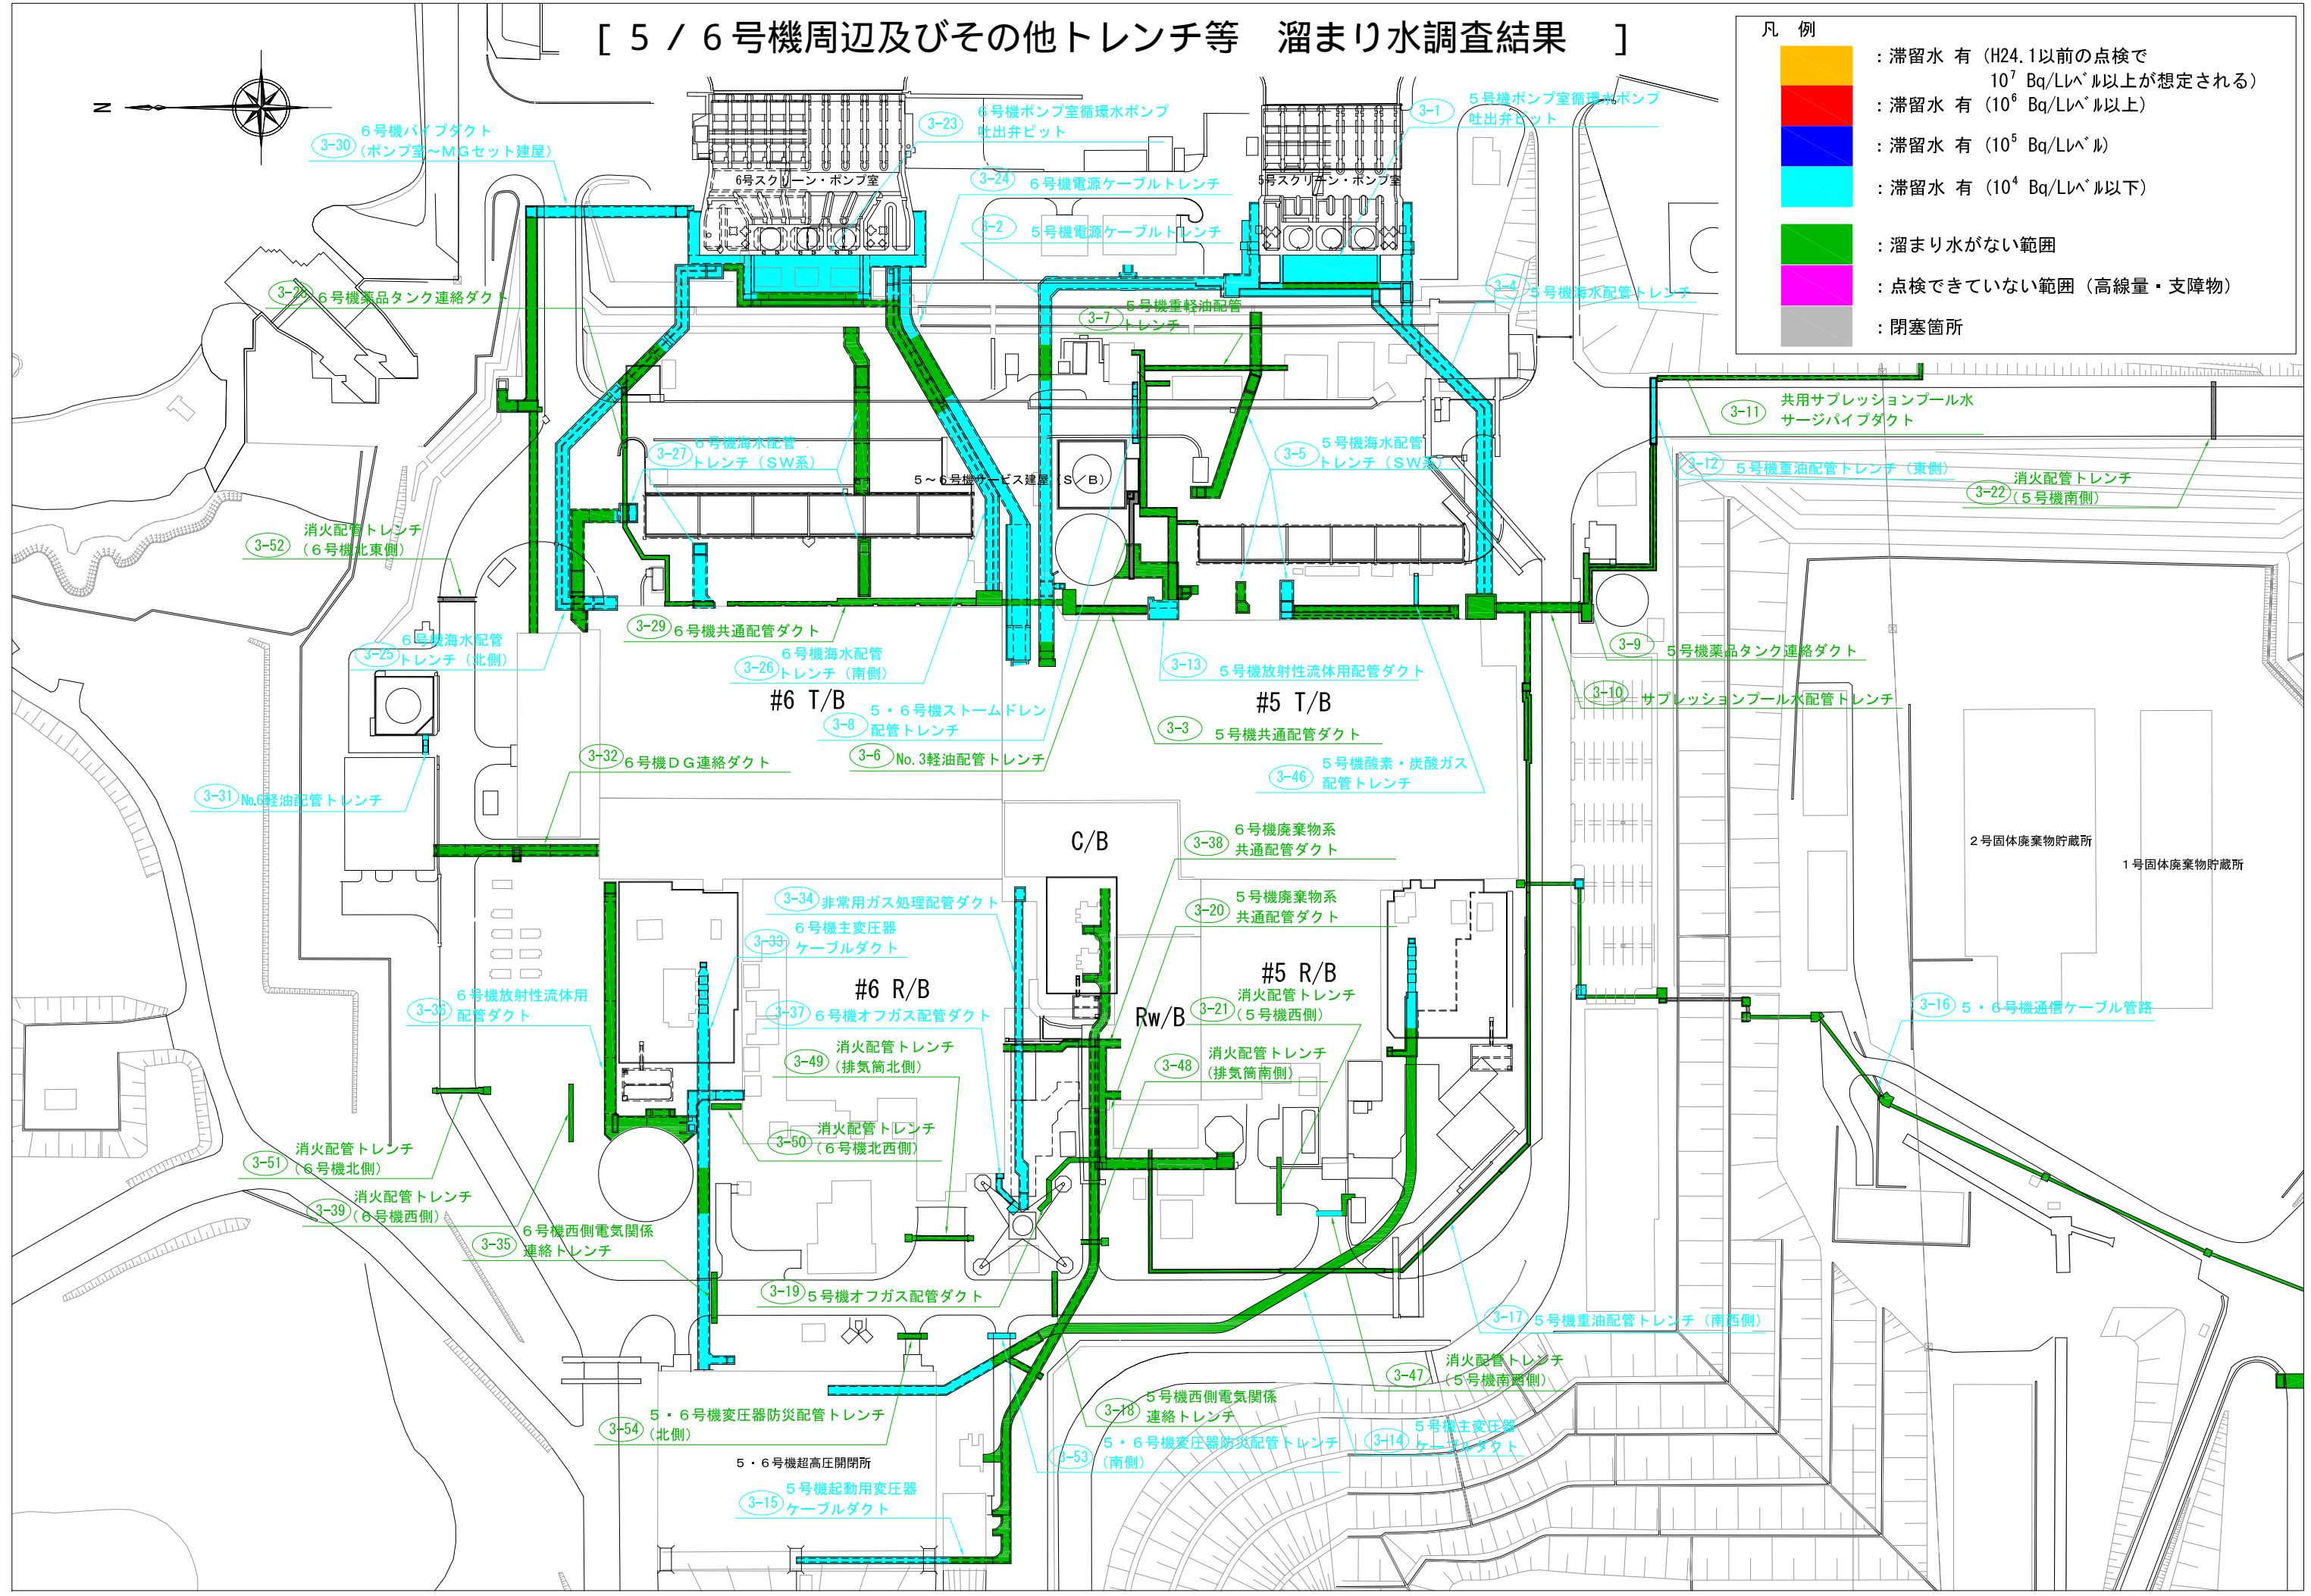 [ 5 / 6号機周辺及びその他トレンチ等　溜まり水調査結果　]
凡　例
：滞留水 有 (H24.1以前の点検で
10⁷ Bq/Lﾚﾍﾞﾙ以上が想定される)
：滞留水 有 (10⁶ Bq/Lﾚﾍﾞﾙ以上)
：滞留水 有 (10⁵ Bq/Lﾚﾍﾞﾙ)
：滞留水 有 (10⁴ Bq/Lﾚﾍﾞﾙ以下)
：溜まり水がない範囲
：点検できていない範囲 (高線量・支障物)
：閉塞箇所
N
3-30 6号機パイプダクト
(ポンプ室～MGセット建屋)
3-23 6号機ポンプ室循環水ポンプ
吐出弁ピット
3-1 5号機ポンプ室循環水ポンプ
吐出弁ピット
6号スクリーン・ポンプ室
5号スクリーン・ポンプ室
3-24 6号機電源ケーブルトレンチ
3-2 5号機電源ケーブルトレンチ
3-28 6号機薬品タンク連絡ダクト
3-7 5号機重軽油配管
トレンチ
3-4 5号機海水配管トレンチ
3-11 共用サプレッションプール水
サージパイプダクト
3-27 6号機海水配管
トレンチ（SW系）
5～6号機サービス建屋（S／B）
3-5 5号機海水配管
トレンチ（SW系）
3-12 5号機重油配管トレンチ（東側）
3-22 消火配管トレンチ
(5号機南側)
3-52 消火配管トレンチ
(6号機北東側)
3-25 6号機海水配管
トレンチ（北側）
3-29 6号機共通配管ダクト
3-26 6号機海水配管
トレンチ（南側）
3-13 5号機放射性流体用配管ダクト
3-9 5号機薬品タンク連絡ダクト
3-10 サプレッションプール水配管トレンチ
#6 T/B
#5 T/B
3-8 5・6号機ストームドレン
配管トレンチ
3-3 5号機共通配管ダクト
3-6 No.3軽油配管トレンチ
3-32 6号機DG連絡ダクト
3-46 5号機酸素・炭酸ガス
配管トレンチ
3-31 No.6軽油配管トレンチ
C/B
3-38 6号機廃棄物系
共通配管ダクト
2号固体廃棄物貯蔵所
1号固体廃棄物貯蔵所
3-34 非常用ガス処理配管ダクト
3-20 5号機廃棄物系
共通配管ダクト
3-33 6号機主変圧器
ケーブルダクト
#6 R/B
#5 R/B
3-36 6号機放射性流体用
配管ダクト
3-37 6号機オフガス配管ダクト
Rw/B
3-21 消火配管トレンチ
(5号機西側)
3-16 5・6号機通信ケーブル管路
3-49 消火配管トレンチ
(排気筒北側)
3-48 消火配管トレンチ
(排気筒南側)
3-50 消火配管トレンチ
(6号機北西側)
3-51 消火配管トレンチ
(6号機北側)
3-39 消火配管トレンチ
(6号機西側)
3-35 6号機西側電気関係
連絡トレンチ
3-19 5号機オフガス配管ダクト
3-17 5号機重油配管トレンチ（南西側）
3-47 消火配管トレンチ
(5号機南西側)
3-18 5号機西側電気関係
連絡トレンチ
3-54 5・6号機変圧器防災配管トレンチ
(北側)
3-53 5・6号機変圧器防災配管トレンチ
(南側)
3-14 5号機主変圧器
ケーブルダクト
5・6号機超高圧開閉所
3-15 5号機起動用変圧器
ケーブルダクト